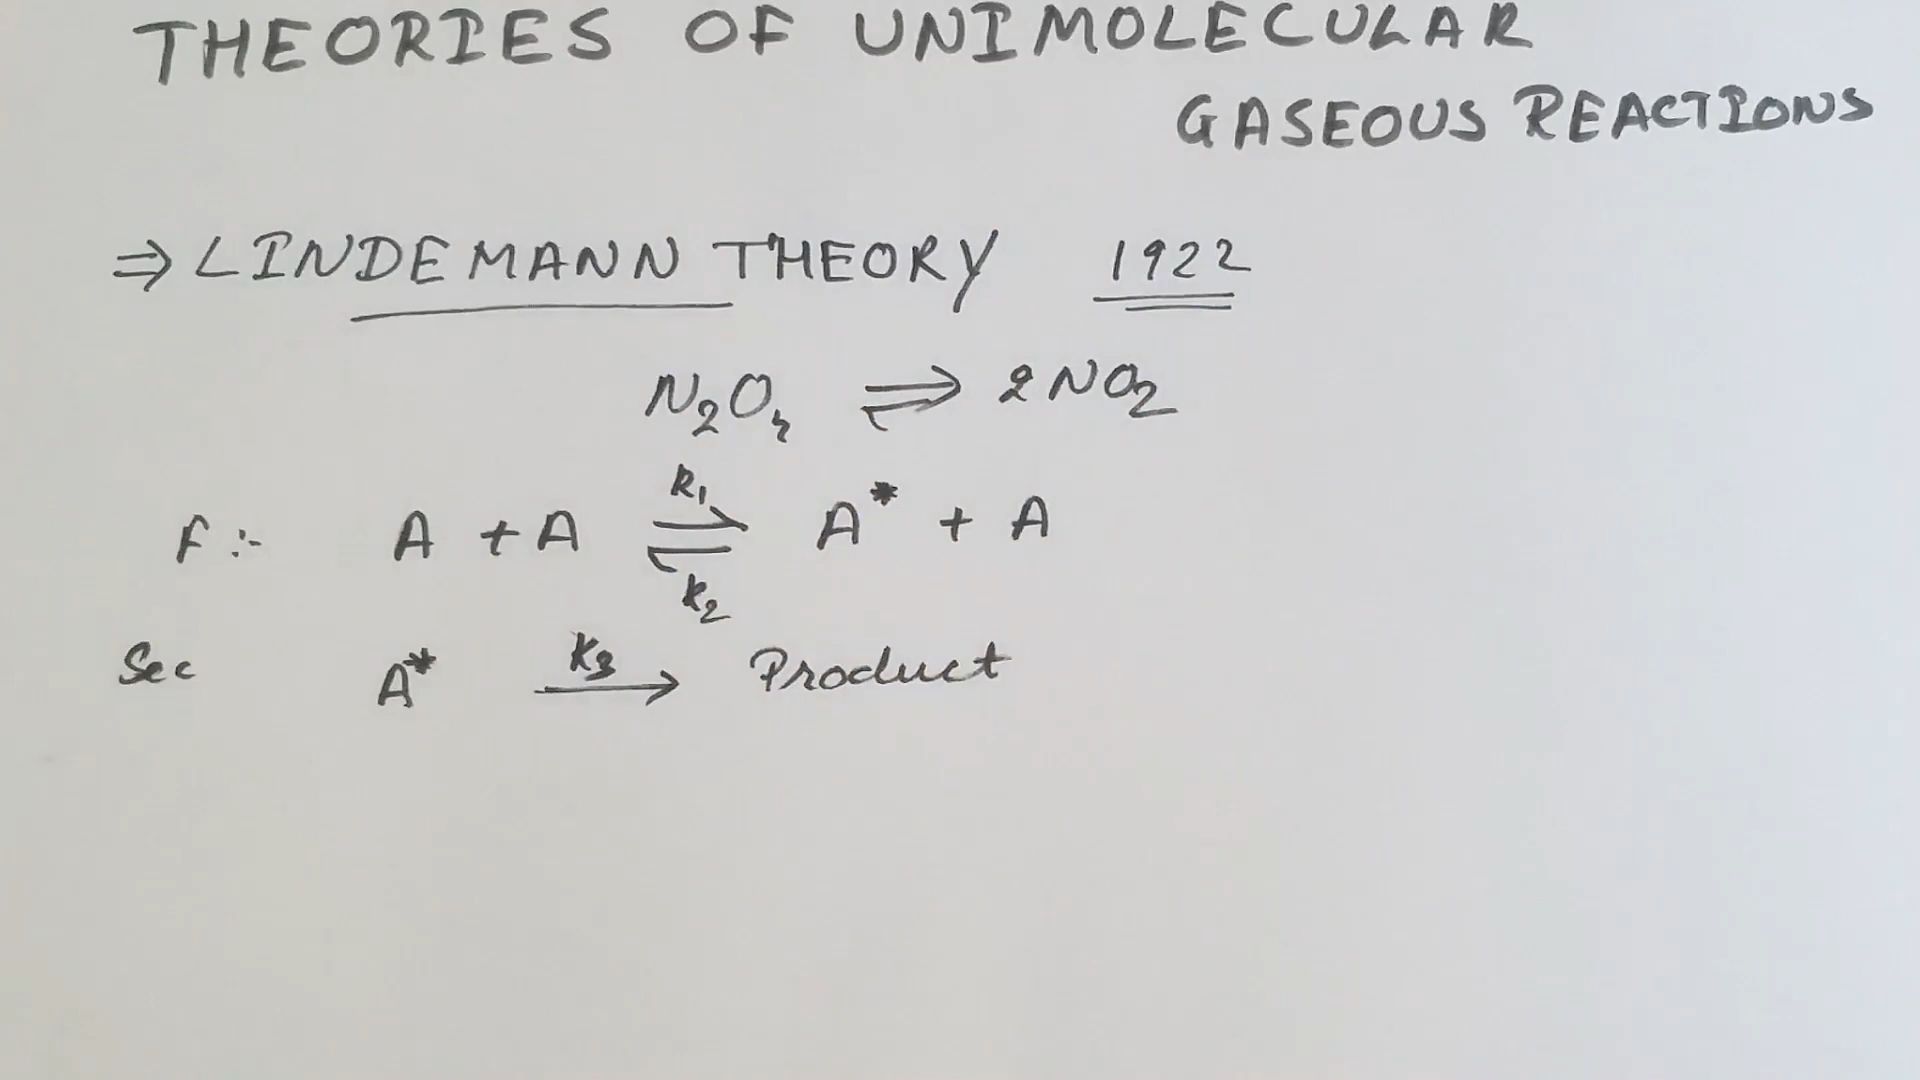 THEORIES OF UNIMOLECULAR
GASEOUS REACTIONS
⇒ LINDEMANN THEORY 1922
N₂O₄ ⇌ 2NO₂
k₁
F :- A + A ⇌ A* + A
k₂
Sec A* K₃ → Product